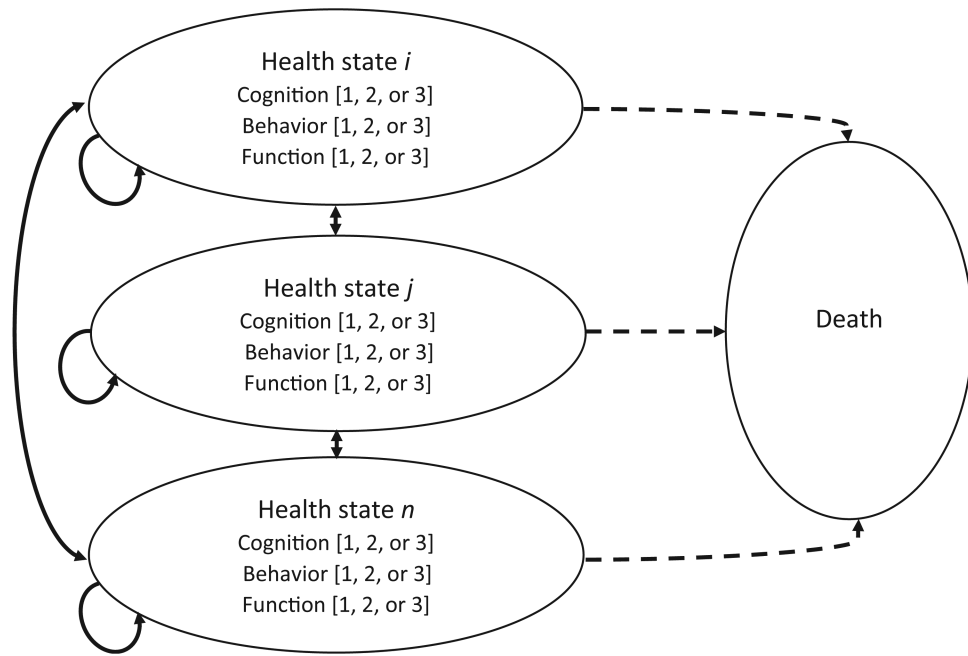 Health state i
Cognition [1, 2, or 3]
Behavior [1, 2, or 3]
Function [1, 2, or 3]
Health state j
Cognition [1, 2, or 3]
Behavior [1, 2, or 3]
Function [1, 2, or 3]
Death
Health state n
Cognition [1, 2, or 3]
Behavior [1, 2, or 3]
Function [1, 2, or 3]